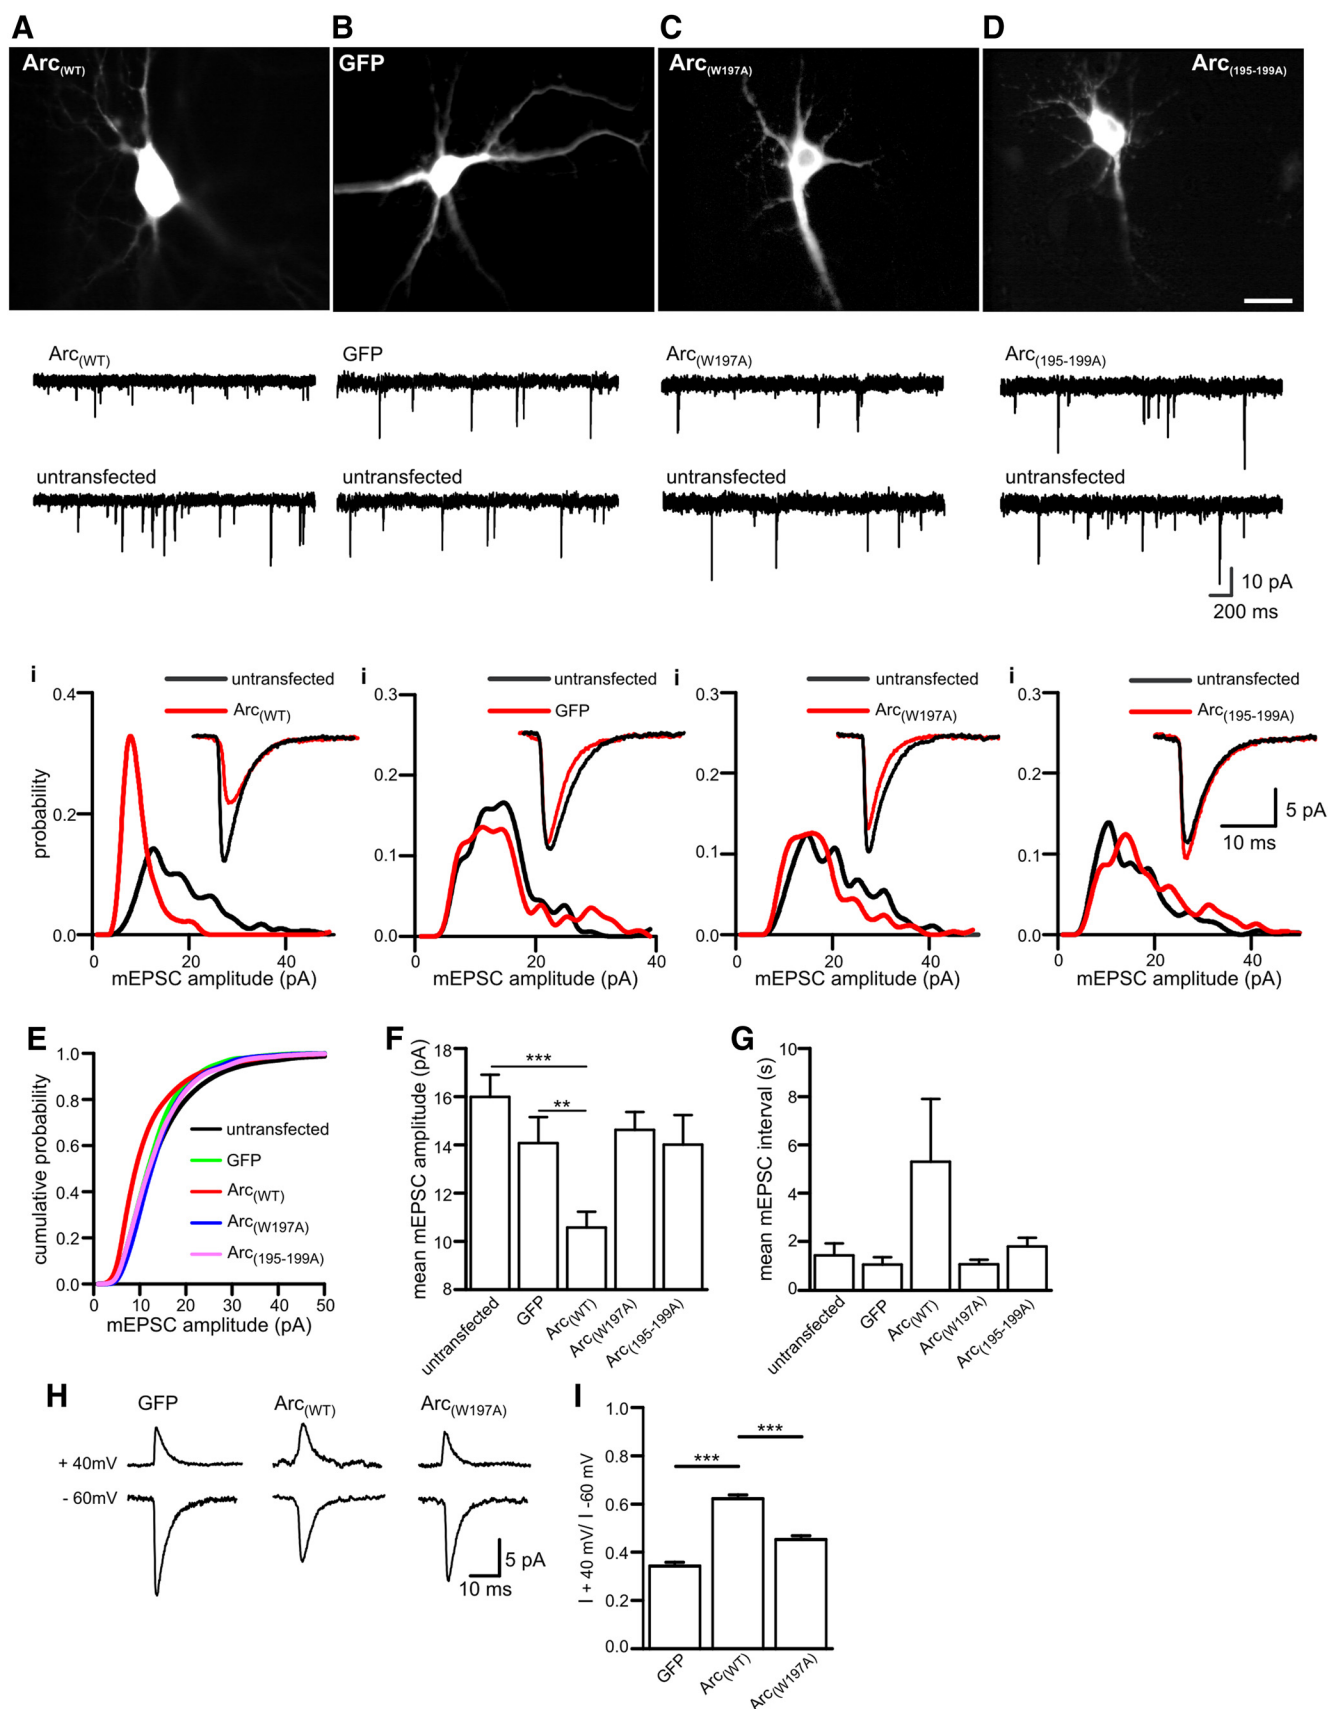 A B C D
Arc(WT) GFP Arc(W197A) Arc(195-199A)
Arc(WT) GFP Arc(W197A) Arc(195-199A)
untransfected untransfected untransfected untransfected
10 pA
200 ms
i i i i
untransfected untransfected untransfected untransfected
Arc(WT) GFP Arc(W197A) Arc(195-199A)
0.4 0.3 0.3 0.3
0.2 0.2 0.2 0.2
0.1 0.1 0.1
0.0 0.0 0.0 0.0
probability
5 pA
10 ms
0 20 40 0 20 40 0 20 40 0 20 40
mEPSC amplitude (pA) mEPSC amplitude (pA) mEPSC amplitude (pA) mEPSC amplitude (pA)
E
1.0
0.8
0.6
0.4
0.2
0.0
cumulative probability
untransfected
GFP
Arc(WT)
Arc(W197A)
Arc(195-199A)
0 10 20 30 40 50
mEPSC amplitude (pA)
F
18
16
14
12
10
8
mean mEPSC amplitude (pA)
***
**
untransfected GFP Arc(WT) Arc(W197A) Arc(195-199A)
G
10
8
6
4
2
0
mean mEPSC interval (s)
untransfected GFP Arc(WT) Arc(W197A) Arc(195-199A)
H
GFP Arc(WT) Arc(W197A)
+ 40mV
- 60mV
5 pA
10 ms
I
1.0
0.8
0.6
0.4
0.2
0.0
I + 40 mV/ I -60 mV
***
***
GFP Arc(WT) Arc(W197A)